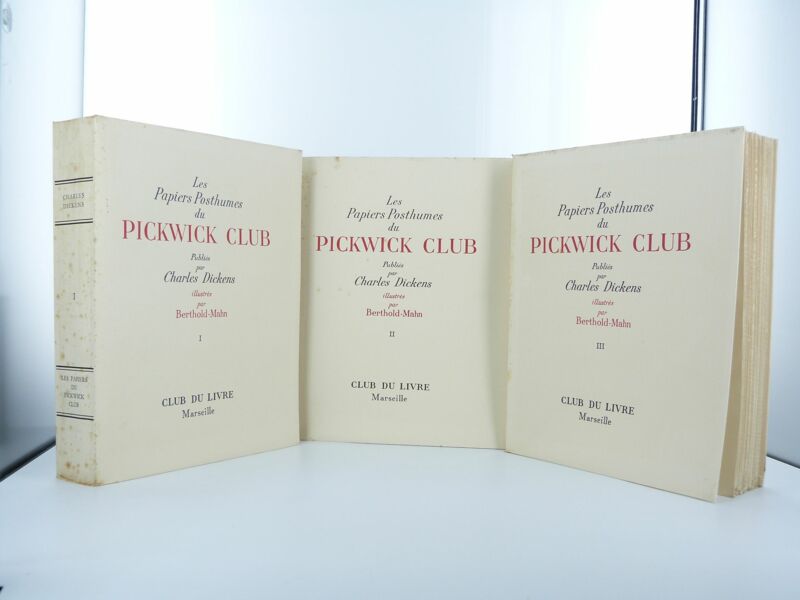 CHARLES
DICKENS
I
LES PAPIERS
DU
PICKWICK
CLUB
Les
Papiers Posthumes
du
PICKWICK CLUB
Publiés
par
Charles Dickens
illustrés
par
Berthold-Mahn
I
CLUB DU LIVRE
Marseille
Les
Papiers Posthumes
du
PICKWICK CLUB
Publiés
par
Charles Dickens
illustrés
par
Berthold-Mahn
II
CLUB DU LIVRE
Marseille
Les
Papiers Posthumes
du
PICKWICK CLUB
Publiés
par
Charles Dickens
illustrés
par
Berthold-Mahn
III
CLUB DU LIVRE
Marseille